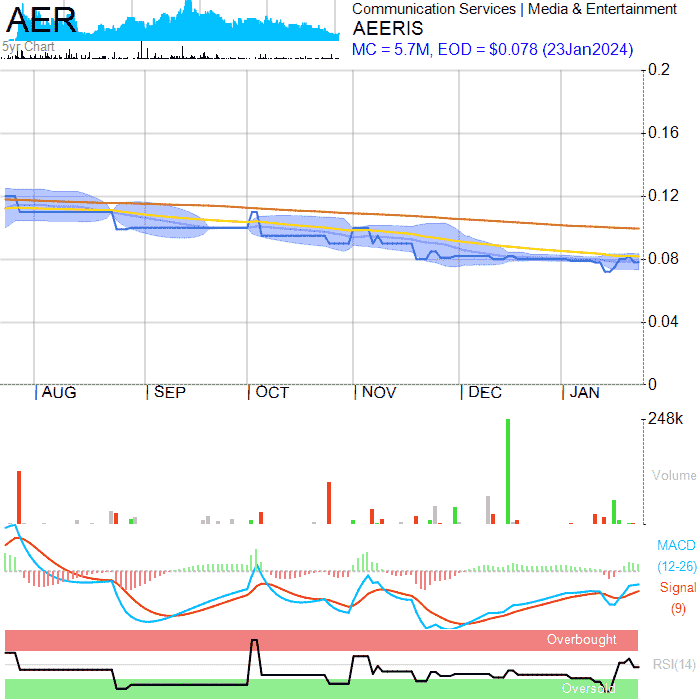 AER
5yr Chart
Communication Services | Media & Entertainment
AEERIS
MC = 5.7M, EOD = $0.078 (23Jan2024)
0.2
0.16
0.12
0.08
0.04
0
AUG
SEP
OCT
NOV
DEC
JAN
248k
Volume
MACD
(12-26)
Signal
(9)
Overbought
RSI(14)
Oversold